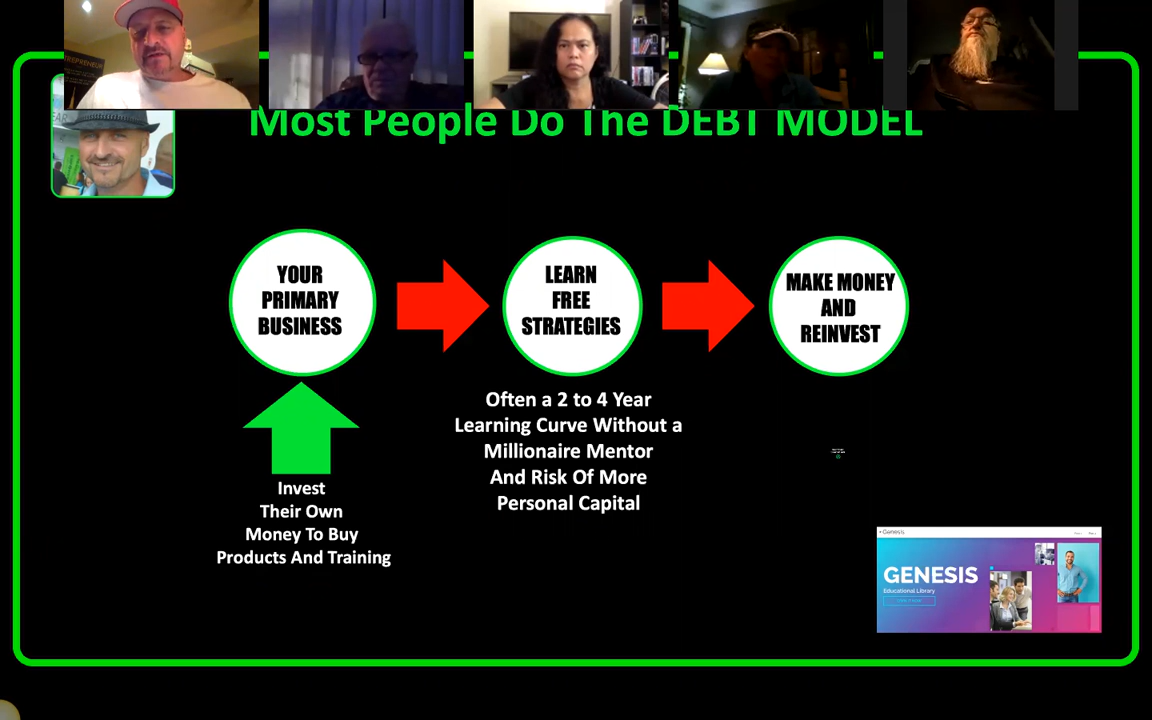 TREPRENEUR
Most People Do The DEBT MODEL
YOUR
PRIMARY
BUSINESS
LEARN
FREE
STRATEGIES
MAKE MONEY
AND
REINVEST
Often a 2 to 4 Year
Learning Curve Without a
Millionaire Mentor
And Risk Of More
Personal Capital
Invest
Their Own
Money To Buy
Products And Training
Genesis
GENESIS
Educational Library